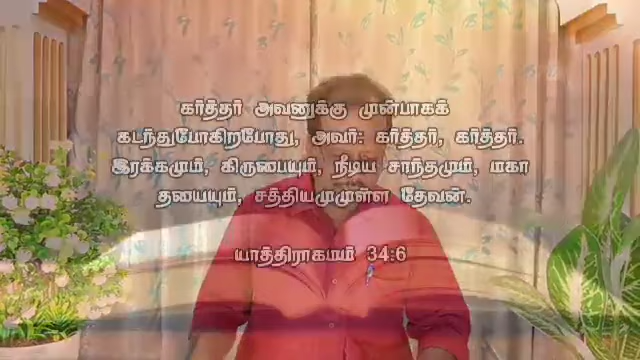 கர்த்தர் அவனுக்கு முன்பாகக்
கடந்துபோகிறபோது, அவர்: கர்த்தர், கர்த்தர்.
இரக்கமும், கிருபையும், நீடிய சாந்தமும், மகா
தயையும், சத்தியமுமுள்ள தேவன்.
யாத்திராகமம் 34:6